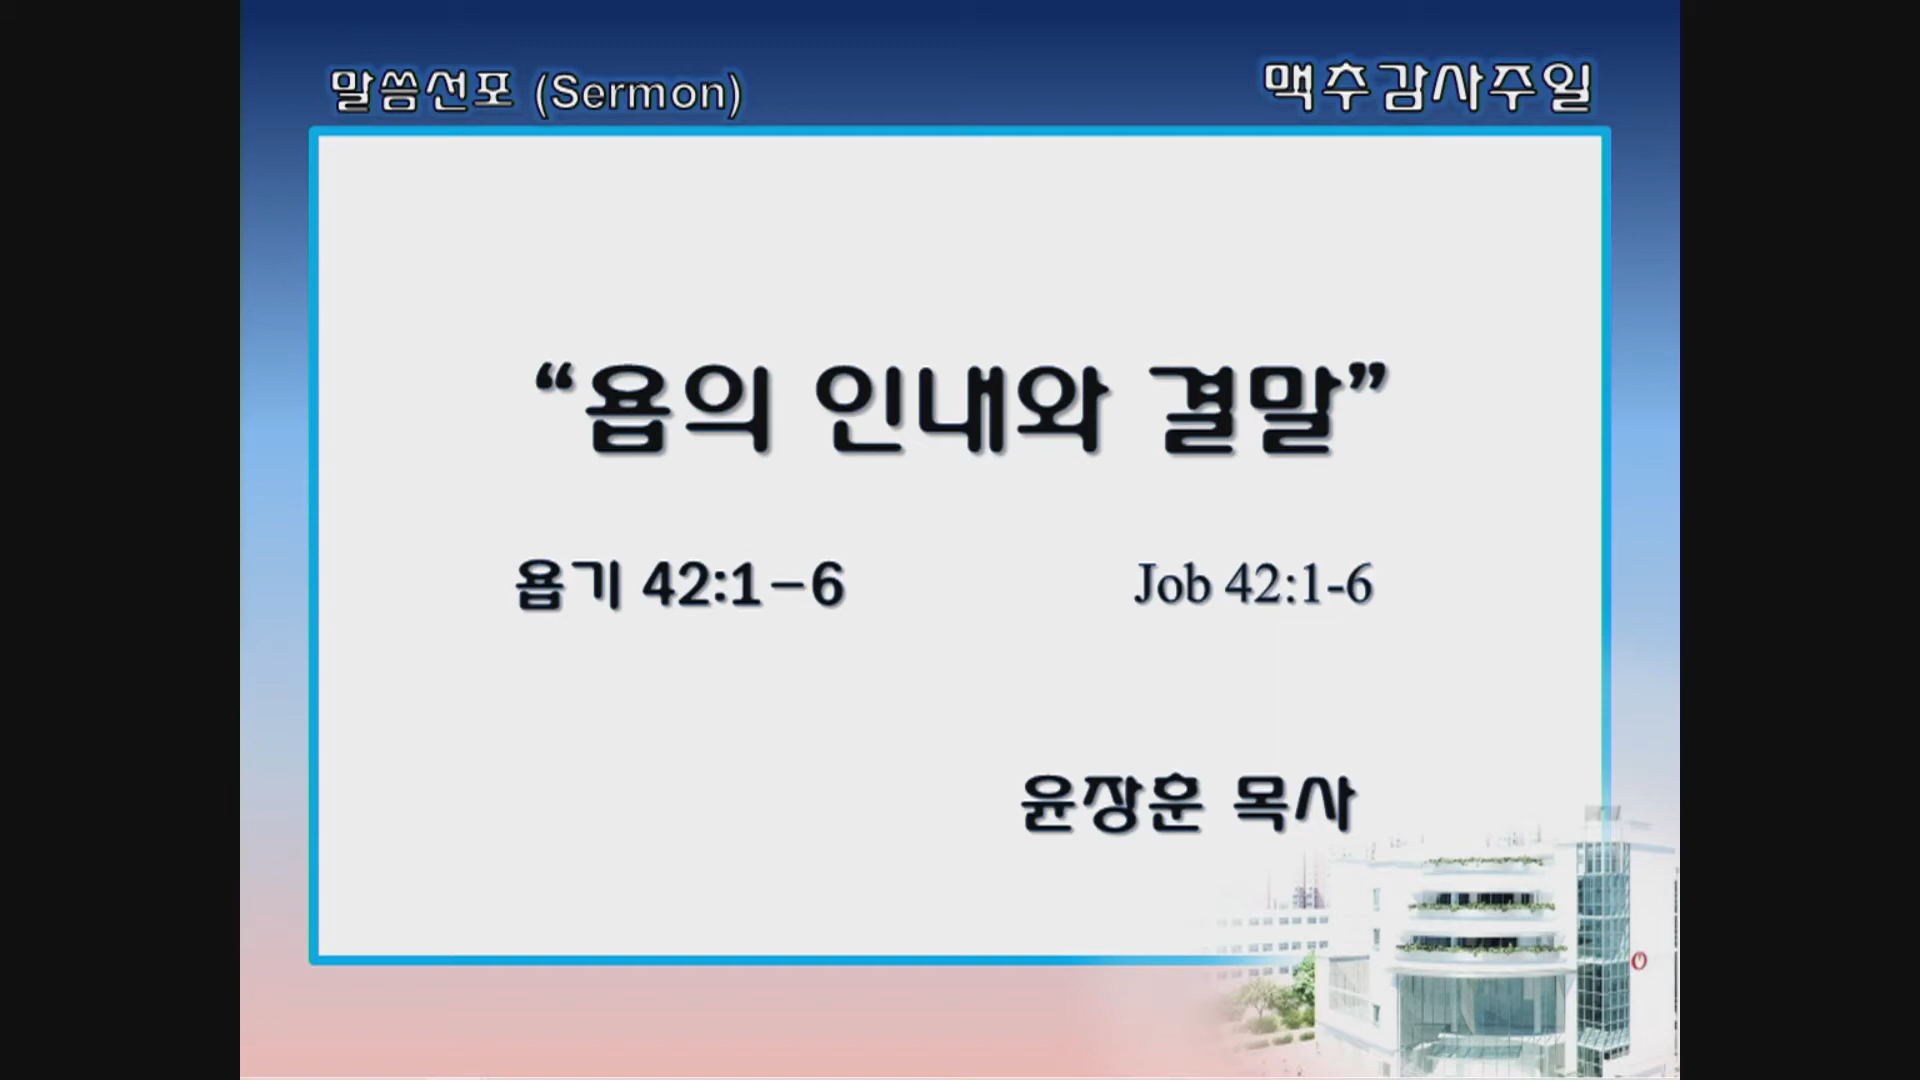 말씀선포 (Sermon)
맥추감사주일
“욥의 인내와 결말”
욥기 42:1-6
Job 42:1-6
윤장훈 목사